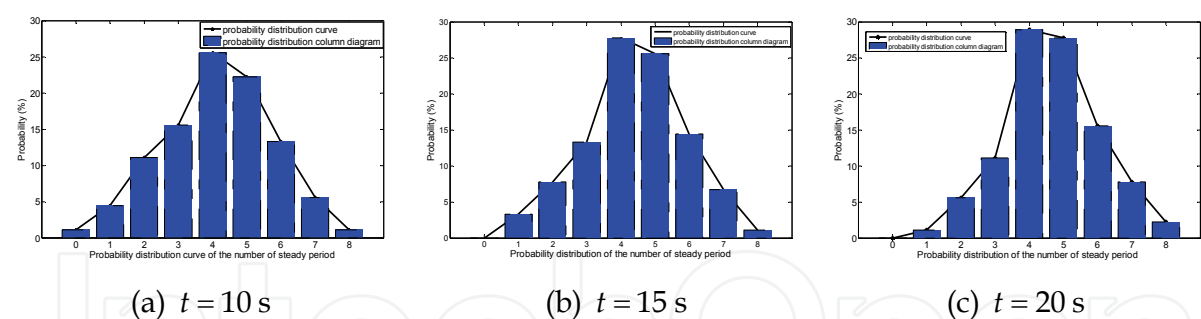 30
25
20
15
10
5
0
Probability (%)
probability distribution curve
probability distribution column diagram
0 1 2 3 4 5 6 7 8
Probability distribution curve of the number of steady period
(a) t = 10 s
30
25
20
15
10
5
0
Probability (%)
probability distribution curve
probability distribution column diagram
0 1 2 3 4 5 6 7 8
Probability distribution of the number of steady period
(b) t = 15 s
30
25
20
15
10
5
0
Probability (%)
probability distribution curve
probability distribution column diagram
0 1 2 3 4 5 6 7 8
Probability distribution of the number of steady period
(c) t = 20 s